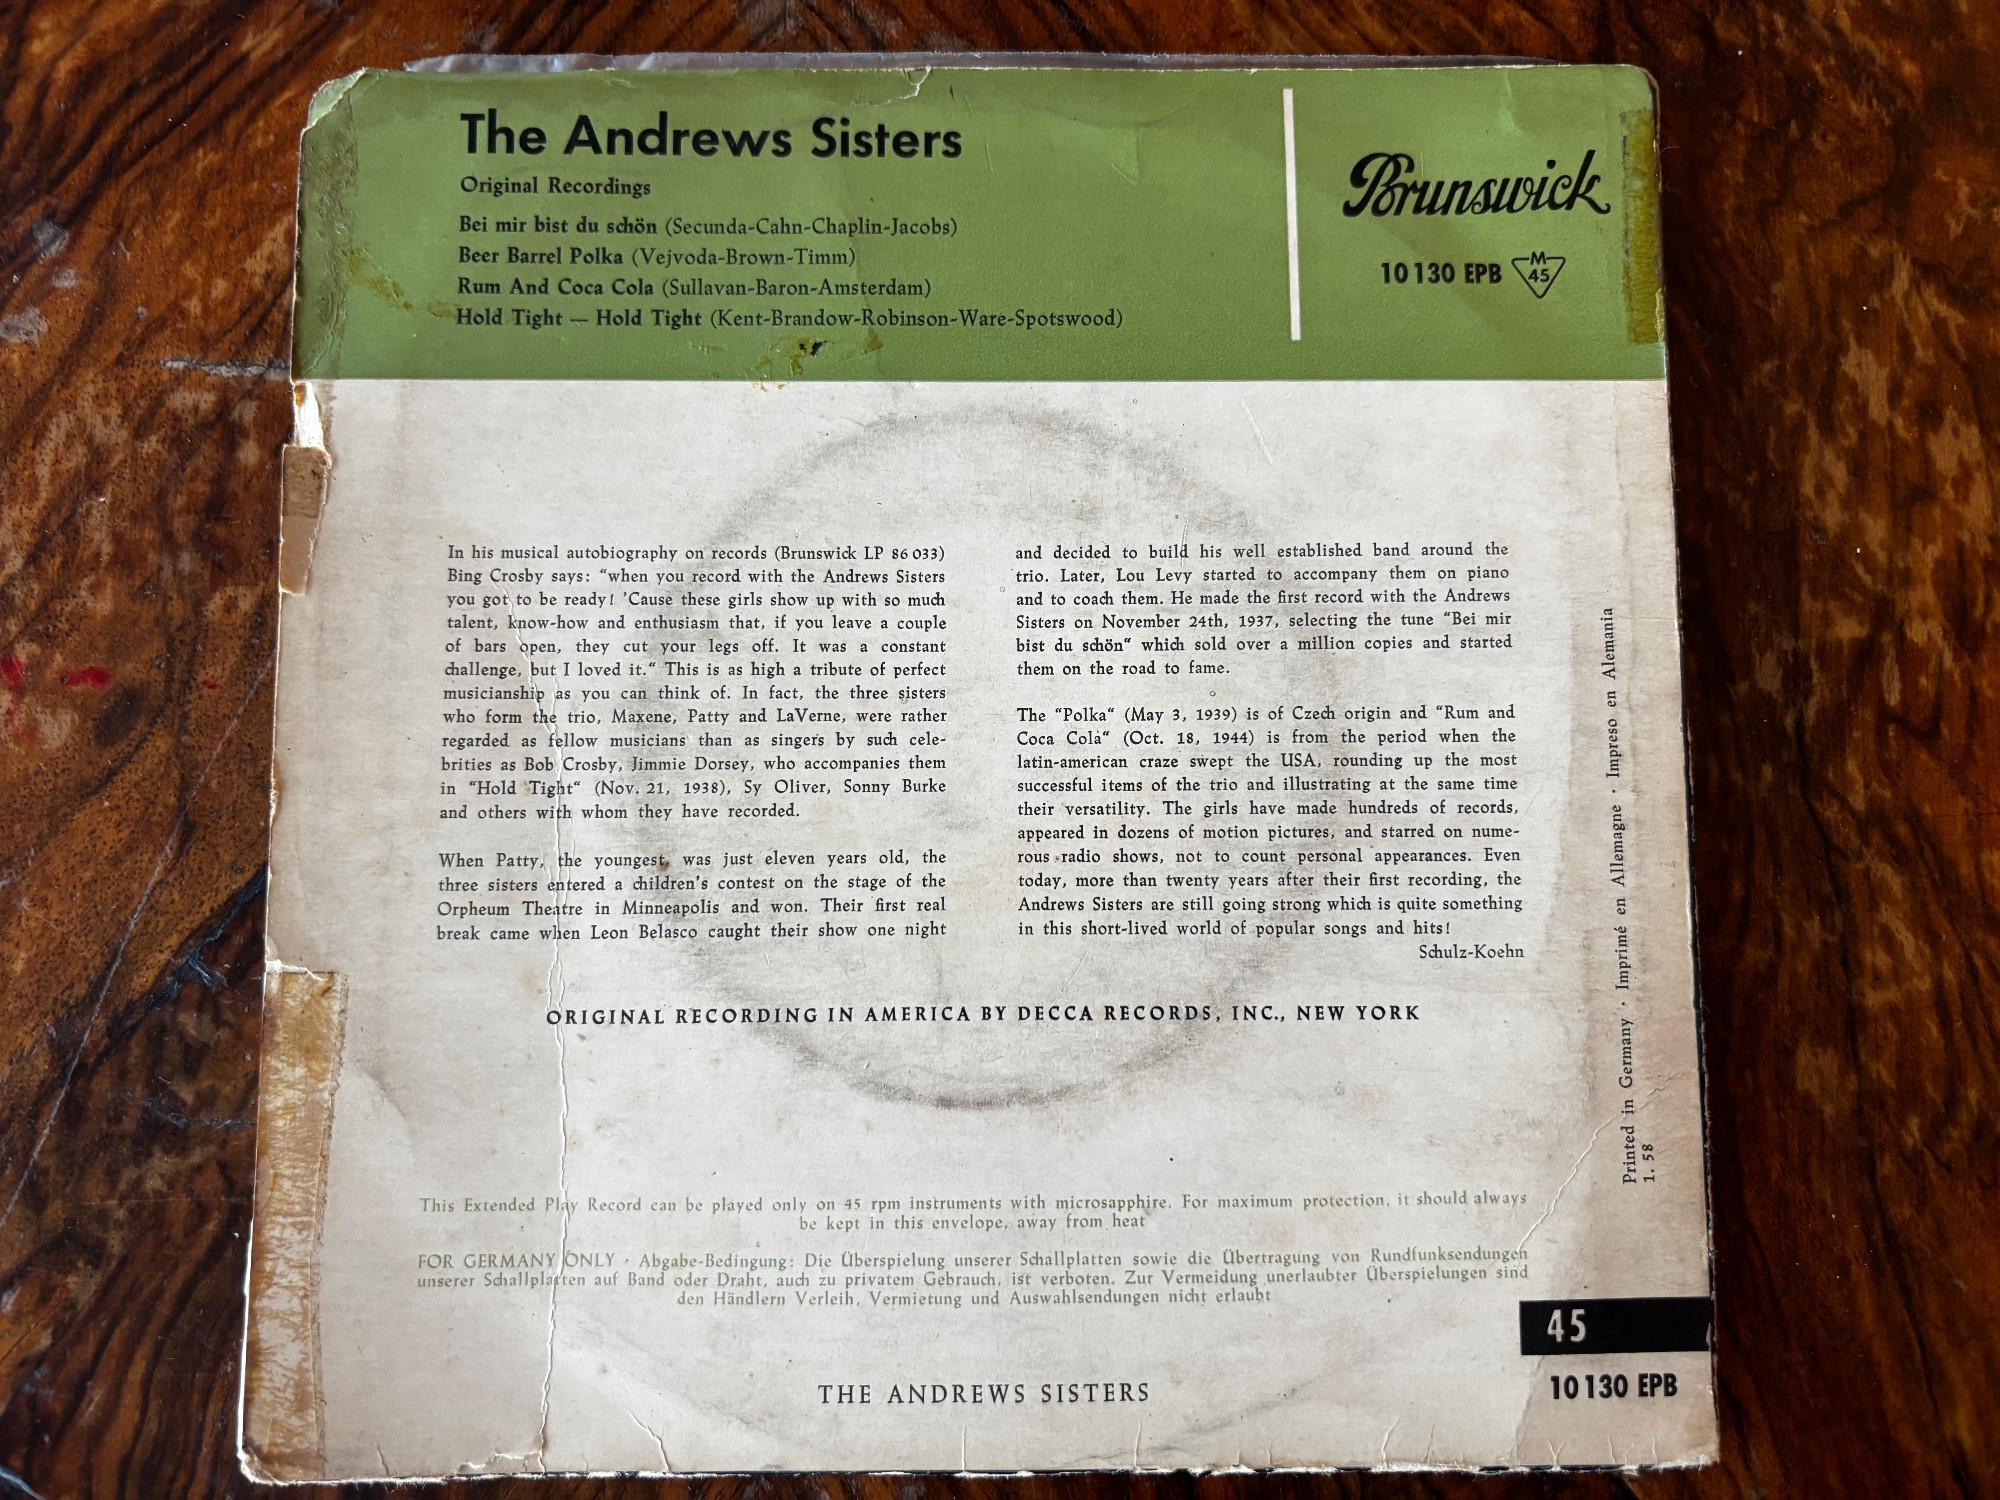 The Andrews Sisters
Original Recordings
Bei mir bist du schön (Secunda-Cahn-Chaplin-Jacobs)
Beer Barrel Polka (Vejvoda-Brown-Timm)
Rum And Coca Cola (Sullavan-Baron-Amsterdam)
Hold Tight — Hold Tight (Kent-Brandow-Robinson-Ware-Spotswood)
Brunswick
10 130 EPB M 45
In his musical autobiography on records (Brunswick LP 86 033)
Bing Crosby says: “when you record with the Andrews Sisters
you got to be ready! ’Cause these girls show up with so much
talent, know-how and enthusiasm that, if you leave a couple
of bars open, they cut your legs off. It was a constant
challenge, but I loved it.“ This is as high a tribute of perfect
musicianship as you can think of. In fact, the three sisters
who form the trio, Maxene, Patty and LaVerne, were rather
regarded as fellow musicians than as singers by such cele-
brities as Bob Crosby, Jimmie Dorsey, who accompanies them
in “Hold Tight“ (Nov. 21, 1938), Sy Oliver, Sonny Burke
and others with whom they have recorded.
When Patty, the youngest, was just eleven years old, the
three sisters entered a children’s contest on the stage of the
Orpheum Theatre in Minneapolis and won. Their first real
break came when Leon Belasco caught their show one night
and decided to build his well established band around the
trio. Later, Lou Levy started to accompany them on piano
and to coach them. He made the first record with the Andrews
Sisters on November 24th, 1937, selecting the tune “Bei mir
bist du schön“ which sold over a million copies and started
them on the road to fame.
The “Polka“ (May 3, 1939) is of Czech origin and “Rum and
Coca Cola“ (Oct. 18, 1944) is from the period when the
latin-american craze swept the USA, rounding up the most
successful items of the trio and illustrating at the same time
their versatility. The girls have made hundreds of records,
appeared in dozens of motion pictures, and starred on nume-
rous radio shows, not to count personal appearances. Even
today, more than twenty years after their first recording, the
Andrews Sisters are still going strong which is quite something
in this short-lived world of popular songs and hits!
Schulz-Koehn
ORIGINAL RECORDING IN AMERICA BY DECCA RECORDS, INC., NEW YORK
Printed in Germany · Imprimé en Allemagne · Impreso en Alemania
1. 58
This Extended Play Record can be played only on 45 rpm instruments with microsapphire. For maximum protection, it should always
be kept in this envelope, away from heat
FOR GERMANY ONLY · Abgabe-Bedingung: Die Überspielung unserer Schallplatten sowie die Übertragung von Rundfunksendungen
unserer Schallplatten auf Band oder Draht, auch zu privatem Gebrauch, ist verboten. Zur Vermeidung unerlaubter Überspielungen sind
den Händlern Verleih, Vermietung und Auswahlsendungen nicht erlaubt
45
10 130 EPB
THE ANDREWS SISTERS